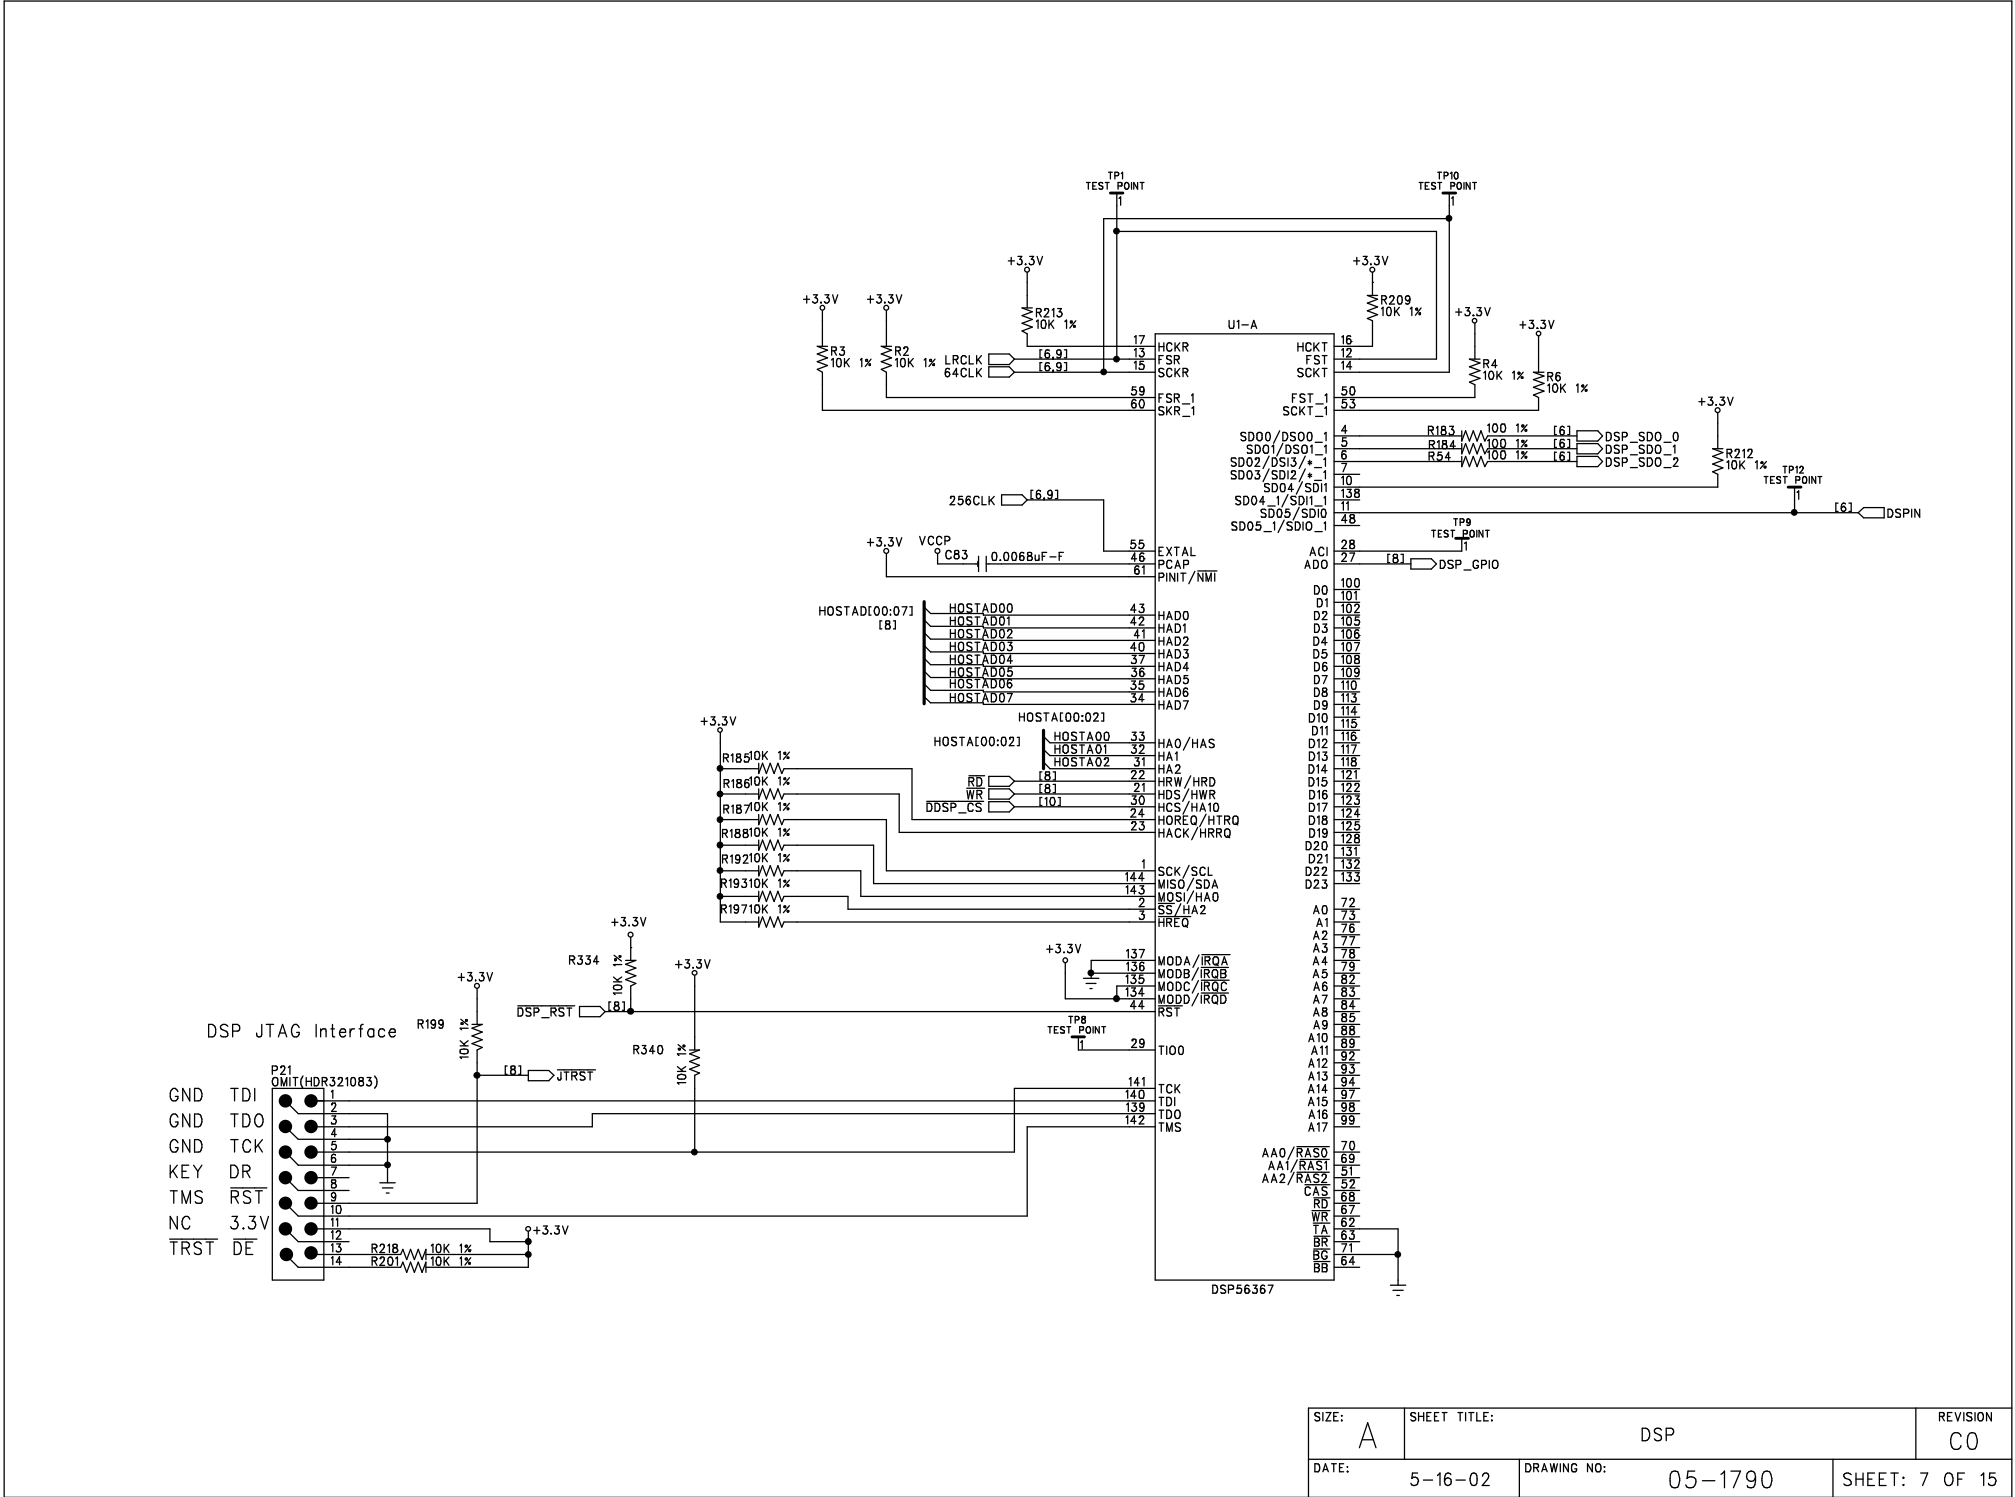 TP1
TEST POINT
1
TP10
TEST POINT
1
+3.3V
R213
10K 1%
+3.3V
R209
10K 1%
+3.3V
R3
10K 1%
+3.3V
R2
10K 1%
+3.3V
R4
10K 1%
+3.3V
R6
10K 1%
U1-A
LRCLK [6,9] 13 FSR
64CLK [6,9] 15 SCKR
17 HCKR
59 FSR_1
60 SKR_1
HCKT 16
FST 12
SCKT 14
FST_1 50
SCKT_1 53
SDO0/DSO0_1 4 R183 100 1% [6] DSP_SDO_0
SDO1/DSO1_1 5 R184 100 1% [6] DSP_SDO_1
SDO2/DSI3/*_1 6 R54 100 1% [6] DSP_SDO_2
SDO3/SDI2/*_1 7
SDO4/SDI1 10
SDO4_1/SDI1_1 138
SDO5/SDI0 11
SDO5_1/SDI0_1 48
+3.3V
R212
10K 1%
TP12
TEST POINT
1
[6] DSPIN
TP9
TEST POINT
1
ACI 28
ADO 27 [8] DSP_GPIO
256CLK [6,9]
+3.3V
VCCP
C83 0.0068uF-F
55 EXTAL
46 PCAP
61 PINIT/NMI
HOSTAD[00:07]
[8]
HOSTAD00 43 HAD0
HOSTAD01 42 HAD1
HOSTAD02 41 HAD2
HOSTAD03 40 HAD3
HOSTAD04 37 HAD4
HOSTAD05 36 HAD5
HOSTAD06 35 HAD6
HOSTAD07 34 HAD7
HOSTA[00:02]
HOSTA[00:02]
HOSTA00 33 HA0/HAS
HOSTA01 32 HA1
HOSTA02 31 HA2
RD [8] 22 HRW/HRD
WR [8] 21 HDS/HWR
DDSP_CS [10] 30 HCS/HA10
24 HOREQ/HTRQ
23 HACK/HRRQ
+3.3V
R185 10K 1%
R186 10K 1%
R187 10K 1%
R188 10K 1%
R192 10K 1%
R193 10K 1%
R197 10K 1%
1 SCK/SCL
144 MISO/SDA
143 MOSI/HA0
2 SS/HA2
3 HREQ
+3.3V
137 MODA/IRQA
136 MODB/IRQB
135 MODC/IRQC
134 MODD/IRQD
44 RST
+3.3V
R334
10K 1%
DSP_RST [8]
+3.3V
R340
10K 1%
+3.3V
R199
10K 1%
[8] JTRST
TP8
TEST POINT
1
29 TIO0
141 TCK
140 TDI
139 TDO
142 TMS
D0 100
D1 101
D2 102
D3 105
D4 106
D5 107
D6 108
D7 109
D8 110
D9 113
D10 114
D11 115
D12 116
D13 117
D14 118
D15 121
D16 122
D17 123
D18 124
D19 125
D20 128
D21 131
D22 132
D23 133
A0 72
A1 73
A2 76
A3 77
A4 78
A5 79
A6 82
A7 83
A8 84
A9 85
A10 88
A11 89
A12 92
A13 93
A14 94
A15 97
A16 98
A17 99
AA0/RAS0 70
AA1/RAS1 69
AA2/RAS2 51
CAS 52
RD 68
WR 67
TA 62
BR 63
BG 71
BB 64
DSP56367
DSP JTAG Interface
P21
OMIT(HDR321083)
GND TDI 1
2
GND TDO 3
4
GND TCK 5
6
KEY DR 7
8
TMS RST 9
10
NC 3.3V 11
12
TRST DE 13
14
R218 10K 1%
R201 10K 1%
+3.3V
SIZE: A
SHEET TITLE: DSP
REVISION C0
DATE: 5-16-02
DRAWING NO: 05-1790
SHEET: 7 OF 15